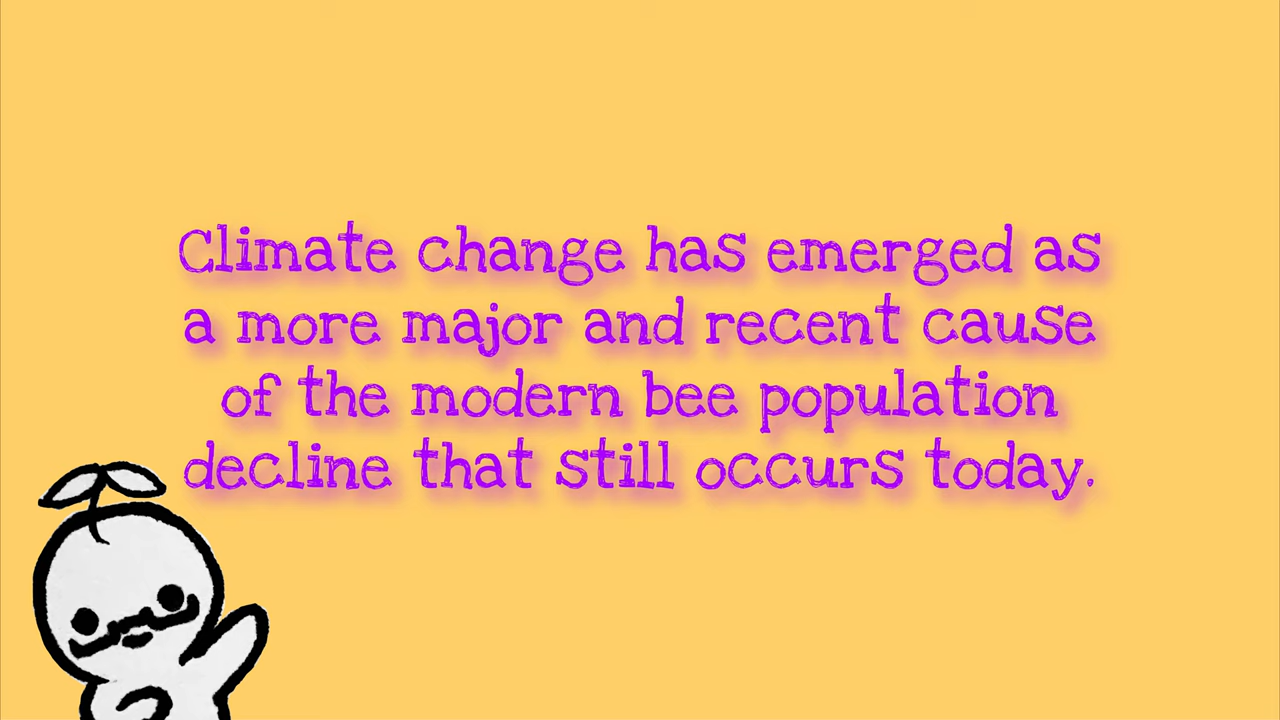 Climate change has emerged as
a more major and recent cause
of the modern bee population
decline that still occurs today.